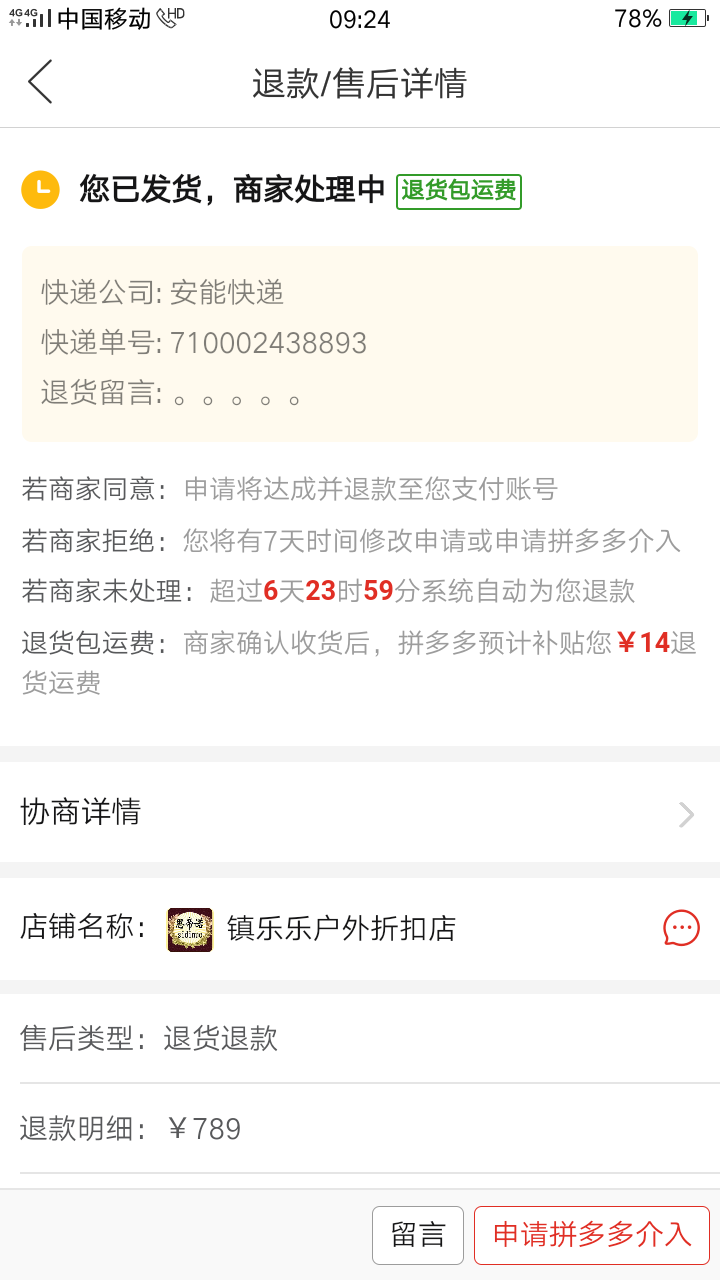 4G 4G 中国移动 HD 09:24 78%
退款/售后详情
您已发货，商家处理中 退货包运费
快递公司: 安能快递
快递单号: 710002438893
退货留言: 。。。。。
若商家同意：申请将达成并退款至您支付账号
若商家拒绝：您将有7天时间修改申请或申请拼多多介入
若商家未处理：超过6天23时59分系统自动为您退款
退货包运费：商家确认收货后，拼多多预计补贴您￥14退
货运费
协商详情
店铺名称：思帝诺 sidinuo 镇乐乐户外折扣店
售后类型：退货退款
退款明细：￥789
留言 申请拼多多介入